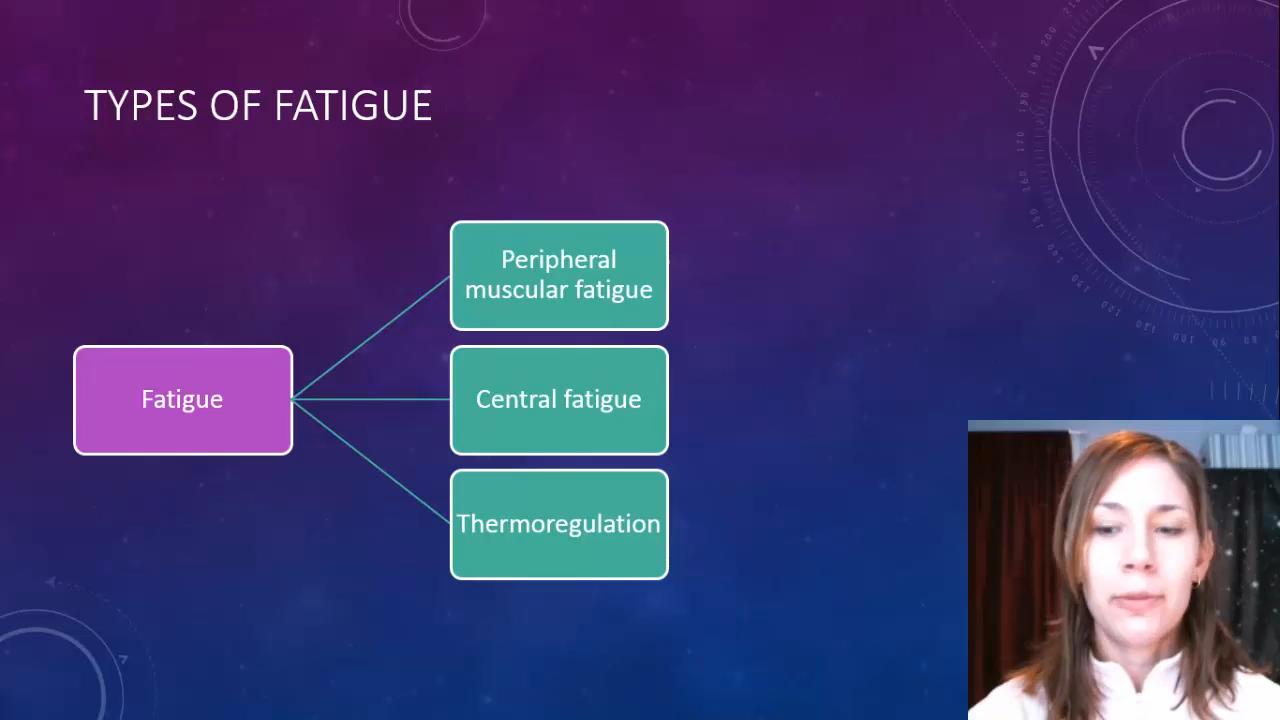 TYPES OF FATIGUE
Peripheral
muscular fatigue
Fatigue
Central fatigue
Thermoregulation